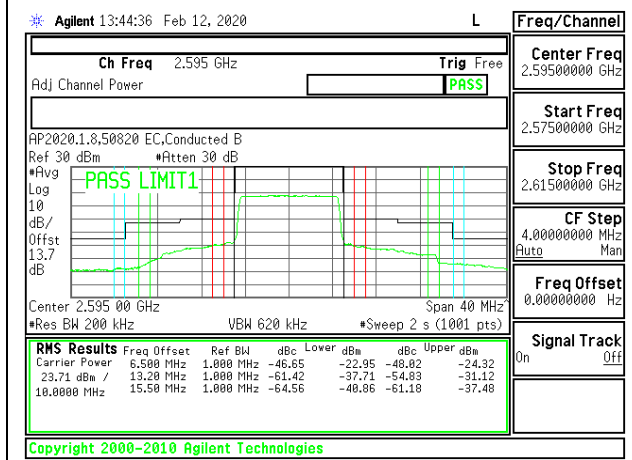 Agilent 13:44:36 Feb 12, 2020 L
Freq/Channel
Ch Freq 2.595 GHz Trig Free
Adj Channel Power PASS
Center Freq
2.59500000 GHz
Start Freq
2.57500000 GHz
Stop Freq
2.61500000 GHz
CF Step
4.00000000 MHz
Auto Man
Freq Offset
0.00000000 Hz
Signal Track
On Off
AP2020.1.8,50820 EC,Conducted B
Ref 30 dBm #Atten 30 dB
#Avg
Log
10
dB/
Offst
13.7
dB
PASS LIMIT1
Center 2.595 00 GHz Span 40 MHz^
#Res BW 200 kHz VBW 620 kHz #Sweep 2 s (1001 pts)
RMS Results Freq Offset Ref BW dBc Lower dBm dBc Upper dBm
Carrier Power 6.500 MHz 1.000 MHz -46.65 -22.95 -48.02 -24.32
23.71 dBm / 13.20 MHz 1.000 MHz -61.42 -37.71 -54.83 -31.12
10.0000 MHz 15.50 MHz 1.000 MHz -64.56 -40.86 -61.18 -37.48
Copyright 2000-2010 Agilent Technologies